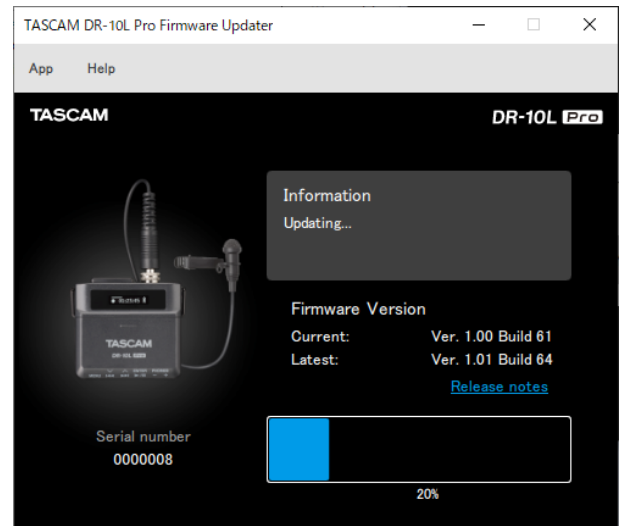 TASCAM DR-10L Pro Firmware Updater
App Help
TASCAM
DR-10L Pro
Information
Updating...
TASCAM
Firmware Version
Current: Ver. 1.00 Build 61
Latest: Ver. 1.01 Build 64
Release notes
Serial number
0000008
20%